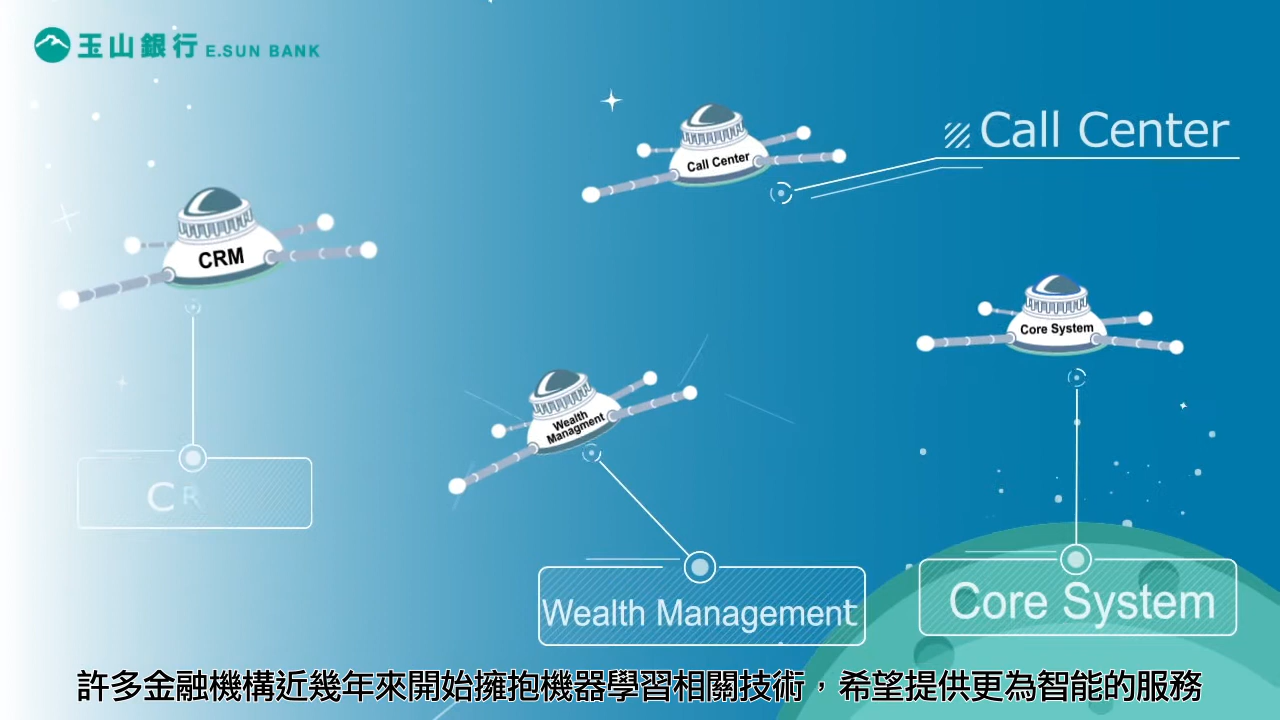 玉山銀行 E.SUN BANK
Call Center
Call Center
CRM
Core System
Wealth
Managment
C R
Wealth Management
Core System
許多金融機構近幾年來開始擁抱機器學習相關技術，希望提供更為智能的服務